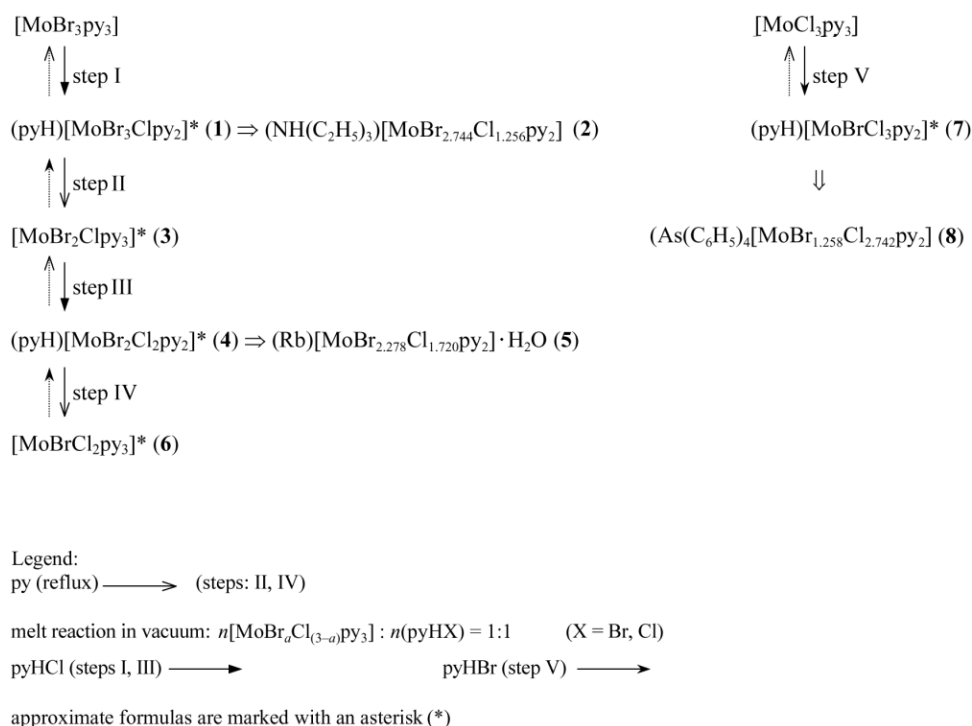 [MoBr₃py₃]
step I
(pyH)[MoBr₃Clpy₂]* (1) ⇒ (NH(C₂H₅)₃)[MoBr₂.₇₄₄Cl₁.₂₅₆py₂] (2)
step II
[MoBr₂Clpy₃]* (3)
step III
(pyH)[MoBr₂Cl₂py₂]* (4) ⇒ (Rb)[MoBr₂.₂₇₈Cl₁.₇₂₀py₂]·H₂O (5)
step IV
[MoBrCl₂py₃]* (6)
[MoCl₃py₃]
step V
(pyH)[MoBrCl₃py₂]* (7)
⇓
(As(C₆H₅)₄[MoBr₁.₂₅₈Cl₂.₇₄₂py₂] (8)
Legend:
py (reflux) ⟶ (steps: II, IV)
melt reaction in vacuum: n[MoBrₐCl₍₃₋ₐ₎py₃] : n(pyHX) = 1:1 (X = Br, Cl)
pyHCl (steps I, III) ⟶ pyHBr (step V) ⟶
approximate formulas are marked with an asterisk (*)